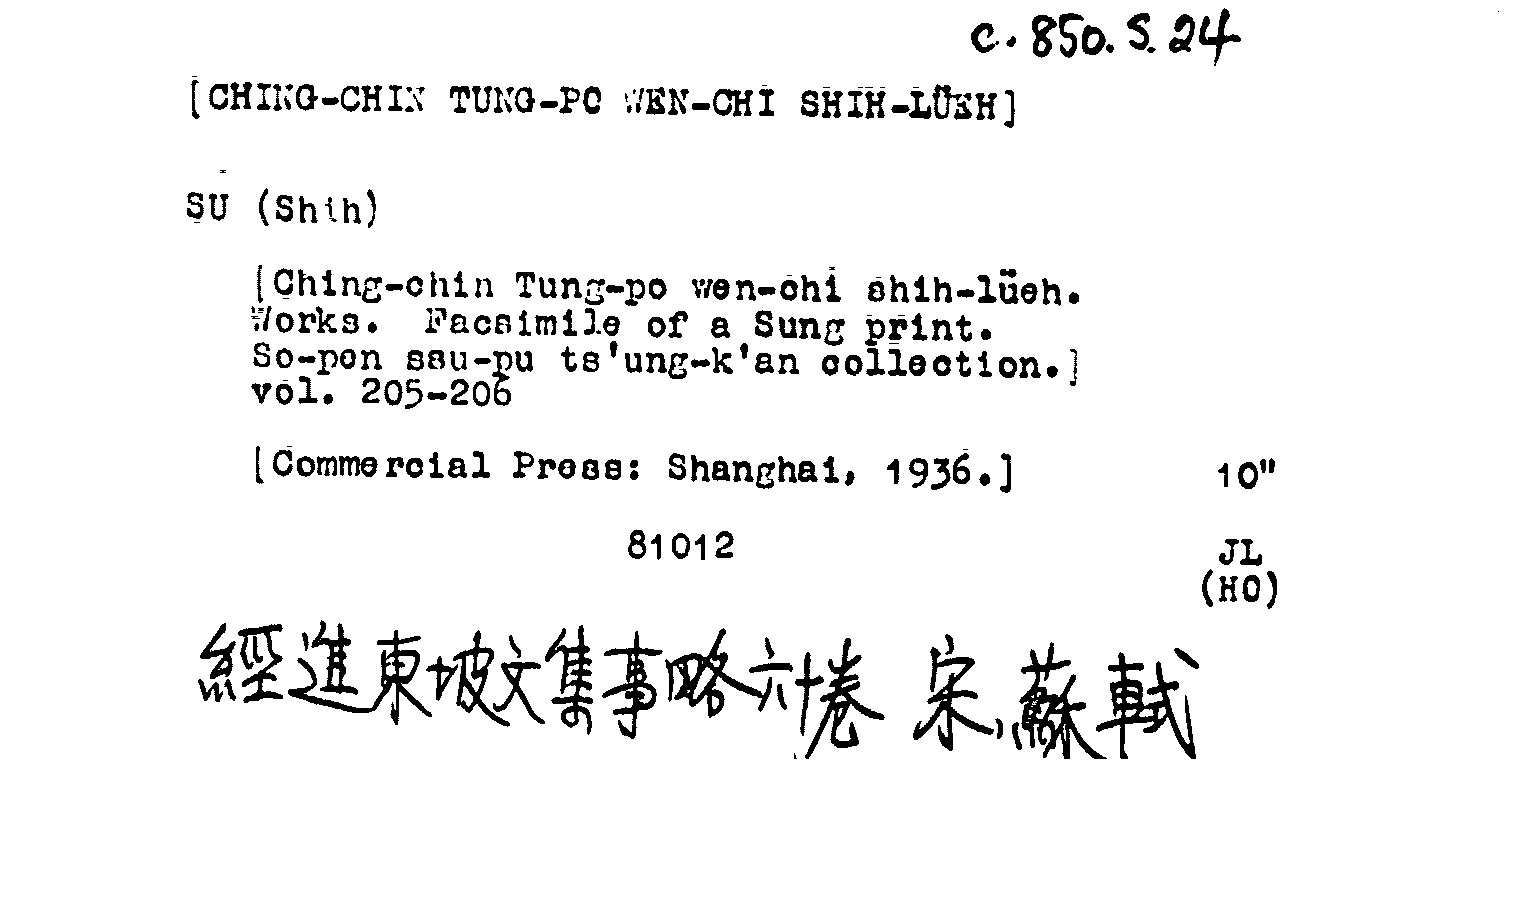 c. 850. S. 24
[CHING-CHIN TUNG-PO WEN-CHI SHIH-LÜEH]
SU (Shih)
[Ching-chin Tung-po wen-chi shih-lüeh.
Works. Facsimile of a Sung print.
So-pen ssu-pu ts'ung-k'an collection.]
vol. 205-206
[Commercial Press: Shanghai, 1936.] 10"
81012 JL
(HO)
經進東坡文集事略六十卷 宋,蘇軾